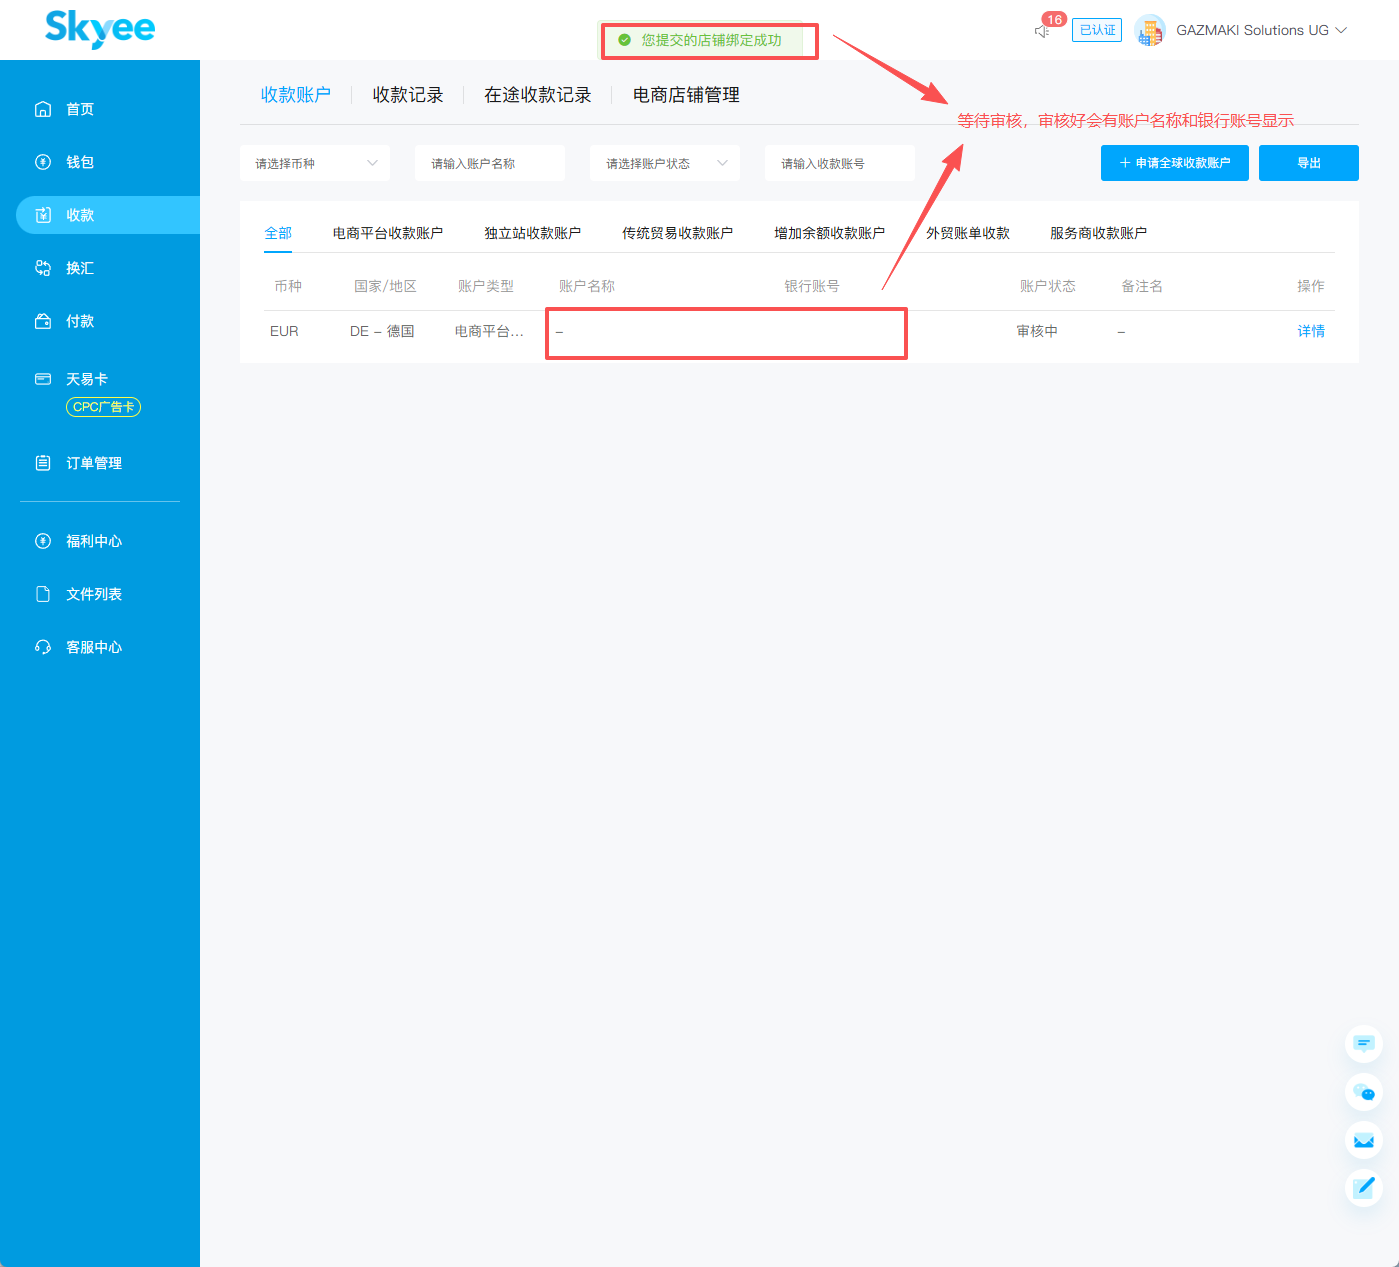 Skyee
您提交的店铺绑定成功
16
已认证
GAZMAKI Solutions UG
首页
钱包
收款
换汇
付款
天易卡
CPC广告卡
订单管理
福利中心
文件列表
客服中心
收款账户
收款记录
在途收款记录
电商店铺管理
等待审核，审核好会有账户名称和银行账号显示
请选择币种
请输入账户名称
请选择账户状态
请输入收款账号
+ 申请全球收款账户
导出
全部
电商平台收款账户
独立站收款账户
传统贸易收款账户
增加余额收款账户
外贸账单收款
服务商收款账户
币种 国家/地区 账户类型 账户名称 银行账号 账户状态 备注名 操作
EUR DE - 德国 电商平台... - 审核中 - 详情